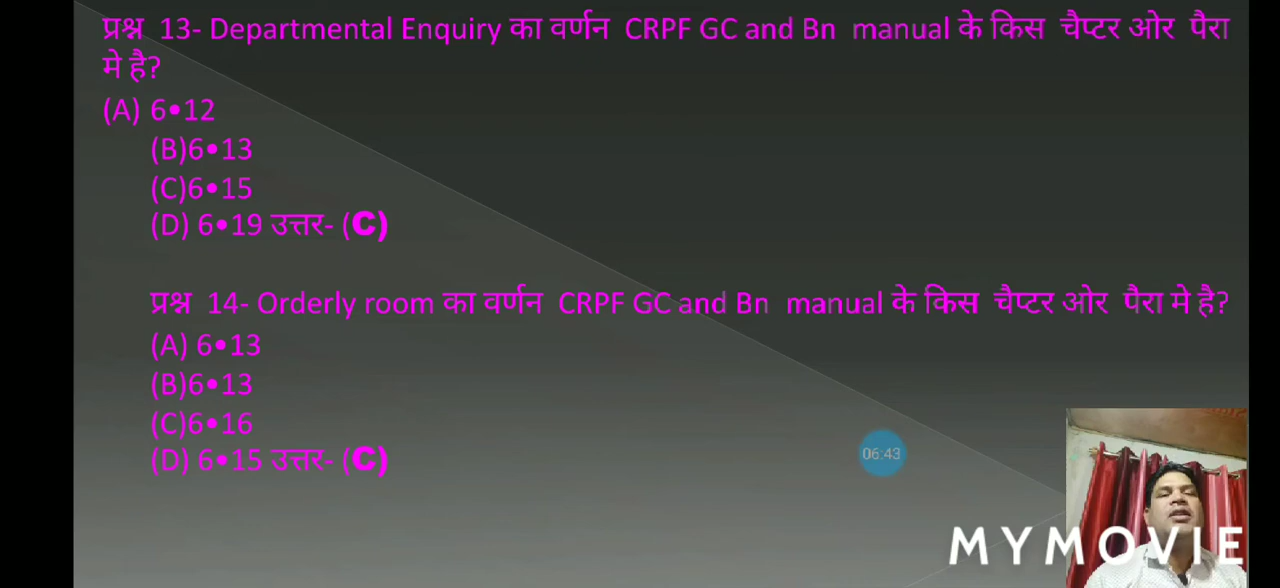 प्रश्न 13- Departmental Enquiry का वर्णन CRPF GC and Bn manual के किस चैप्टर ओर पैरा
मे है?
(A) 6•12
(B)6•13
(C)6•15
(D) 6•19 उत्तर- (C)
प्रश्न 14- Orderly room का वर्णन CRPF GC and Bn manual के किस चैप्टर ओर पैरा मे है?
(A) 6•13
(B)6•13
(C)6•16
(D) 6•15 उत्तर- (C)
06:43
MYMOVIE